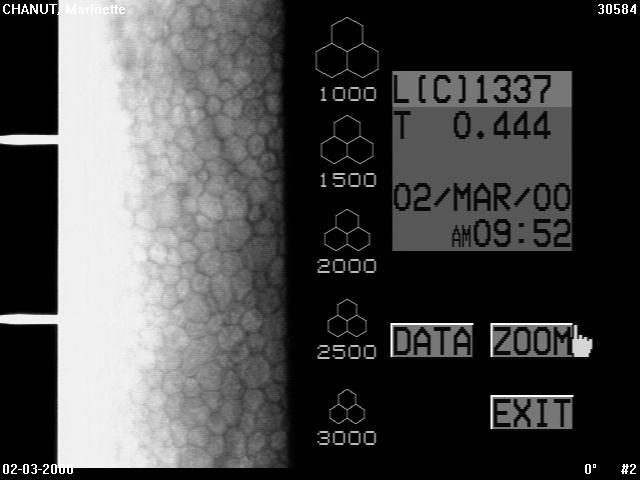 CHANUT, Marinette
30584
1000
1500
2000
2500
3000
L[C]1337
T 0.444
02/MAR/00
AM09:52
DATA ZOOM
EXIT
02-03-2000
0° #2